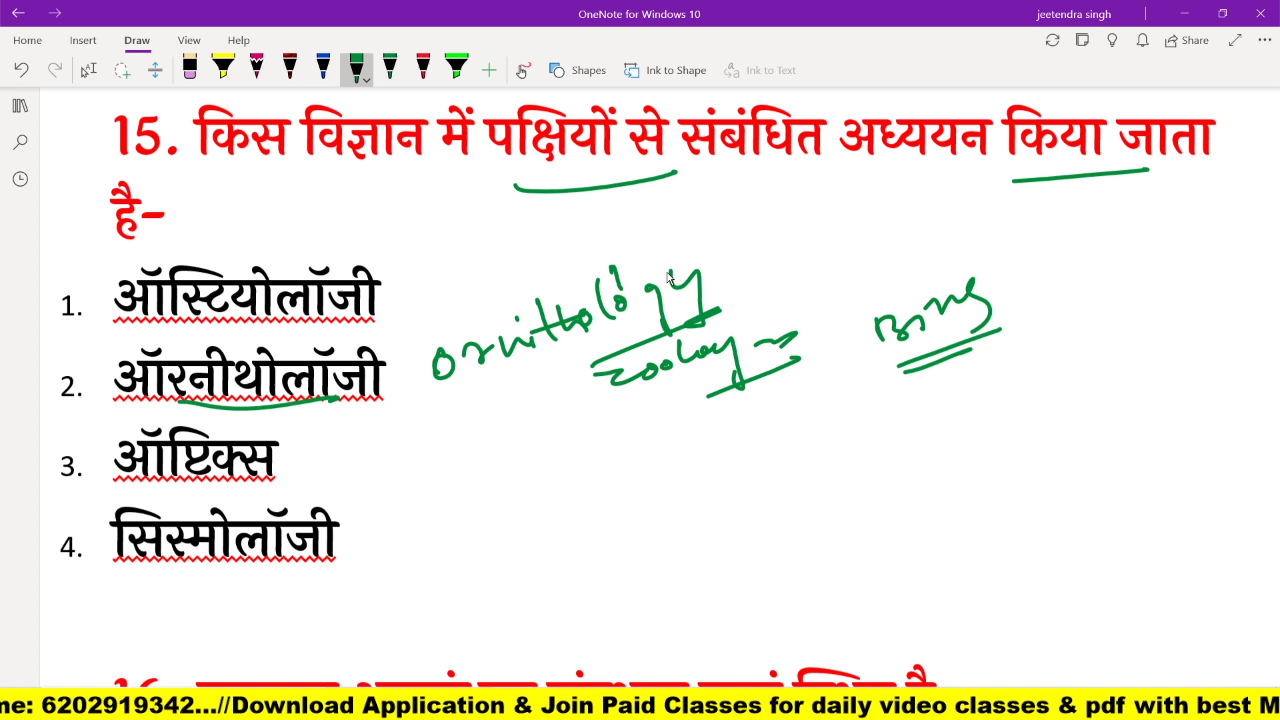 OneNote for Windows 10
jeetendra singh
Home Insert Draw View Help
Share
Shapes Ink to Shape Ink to Text
15. किस विज्ञान में पक्षियों से संबंधित अध्ययन किया जाता
है-
1. ऑस्टियोलॉजी
2. ऑरनीथोलॉजी
ornithology
zoology
3. ऑप्टिक्स
4. सिस्मोलॉजी
me: 6202919342...//Download Application & Join Paid Classes for daily video classes & pdf with best M